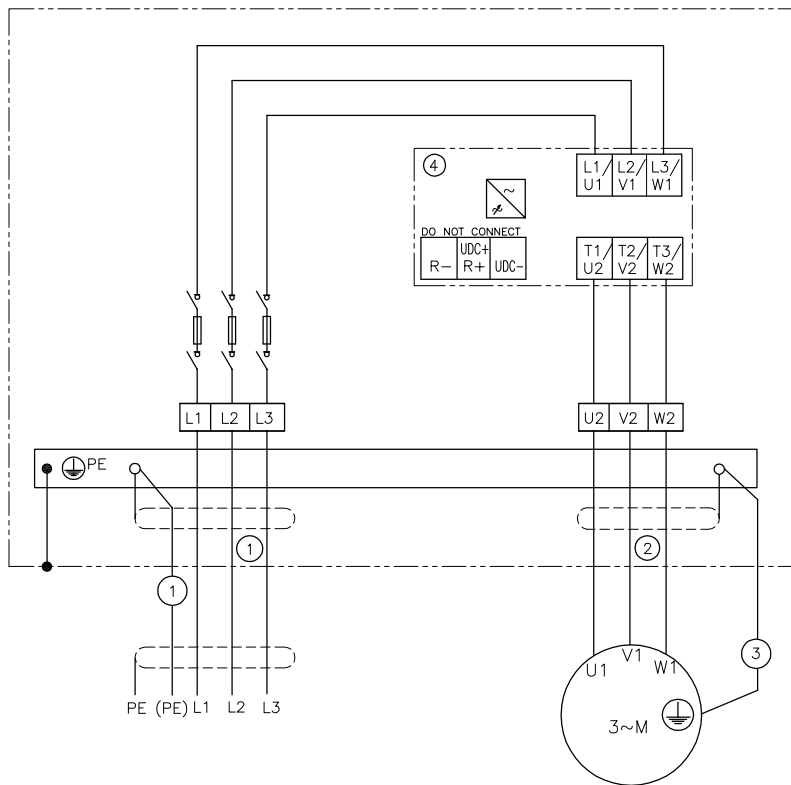 4
L1/ L2/ L3/
U1 V1 W1
DO NOT CONNECT
UDC+
R- R+ UDC-
T1/ T2/ T3/
U2 V2 W2
L1 L2 L3
U2 V2 W2
PE
1
2
1
3
U1 V1 W1
PE (PE) L1 L2 L3
3~M